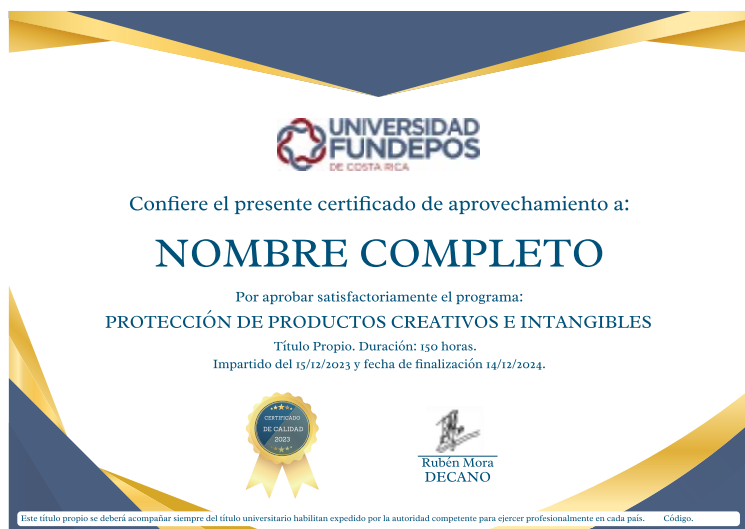 UNIVERSIDAD
FUNDEPOS
DE COSTA RICA
Confiere el presente certificado de aprovechamiento a:
NOMBRE COMPLETO
Por aprobar satisfactoriamente el programa:
PROTECCIÓN DE PRODUCTOS CREATIVOS E INTANGIBLES
Título Propio. Duración: 150 horas.
Impartido del 15/12/2023 y fecha de finalización 14/12/2024.
CERTIFICADO
DE CALIDAD
2023
Rubén Mora
DECANO
Este título propio se deberá acompañar siempre del título universitario habilitan expedido por la autoridad competente para ejercer profesionalmente en cada país. Código.